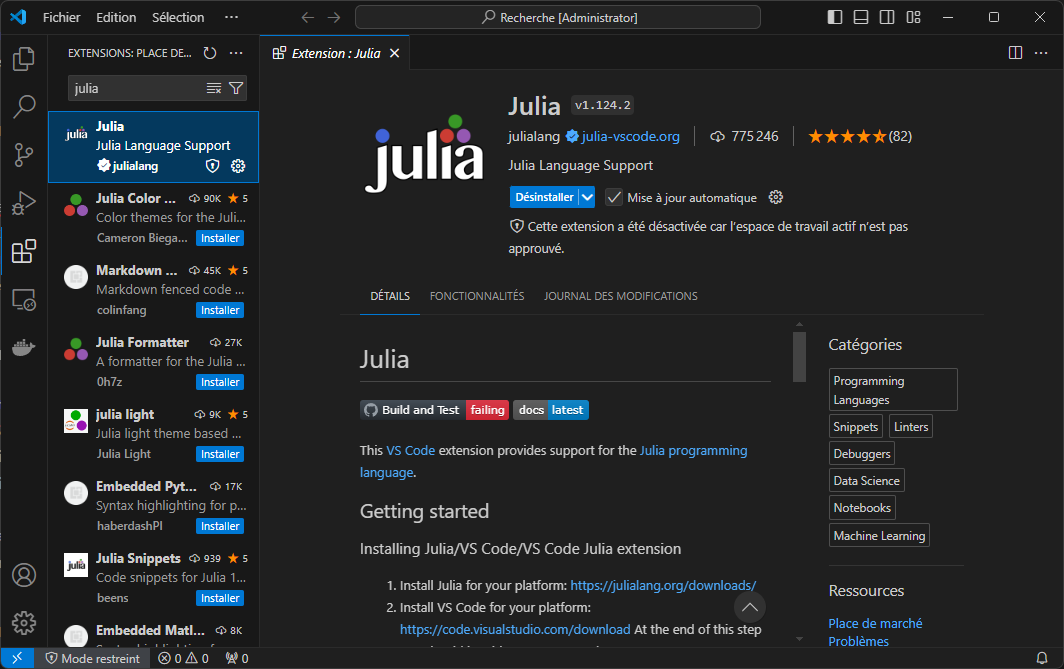 Fichier Edition Sélection ··· Recherche [Administrator]
EXTENSIONS: PLACE DE...
Extension : Julia
julia
julia
Julia
Julia Language Support
julialang
Julia Color ... 90K 5
Color themes for the Juli...
Cameron Biega... Installer
Markdown ... 45K 5
Markdown fenced code ...
colinfang Installer
Julia Formatter 27K
A formatter for the Julia ...
0h7z Installer
julia light 9K 5
Julia light theme based ...
Julia Light Installer
Embedded Pyt... 17K
Syntax highlighting for p...
haberdashPI Installer
julia
Julia Snippets 939 5
Code snippets for Julia 1...
beens Installer
Embedded Matl... 8K
julia
Julia v1.124.2
julialang julia-vscode.org 775 246 (82)
Julia Language Support
Désinstaller Mise à jour automatique
Cette extension a été désactivée car l’espace de travail actif n’est pas
approuvé.
DÉTAILS FONCTIONNALITÉS JOURNAL DES MODIFICATIONS
Julia
Build and Test failing docs latest
This VS Code extension provides support for the Julia programming
language.
Getting started
Installing Julia/VS Code/VS Code Julia extension
1. Install Julia for your platform: https://julialang.org/downloads/
2. Install VS Code for your platform:
https://code.visualstudio.com/download At the end of this step
Catégories
Programming
Languages
Snippets Linters
Debuggers
Data Science
Notebooks
Machine Learning
Ressources
Place de marché
Problèmes
Mode restreint 0 0 0